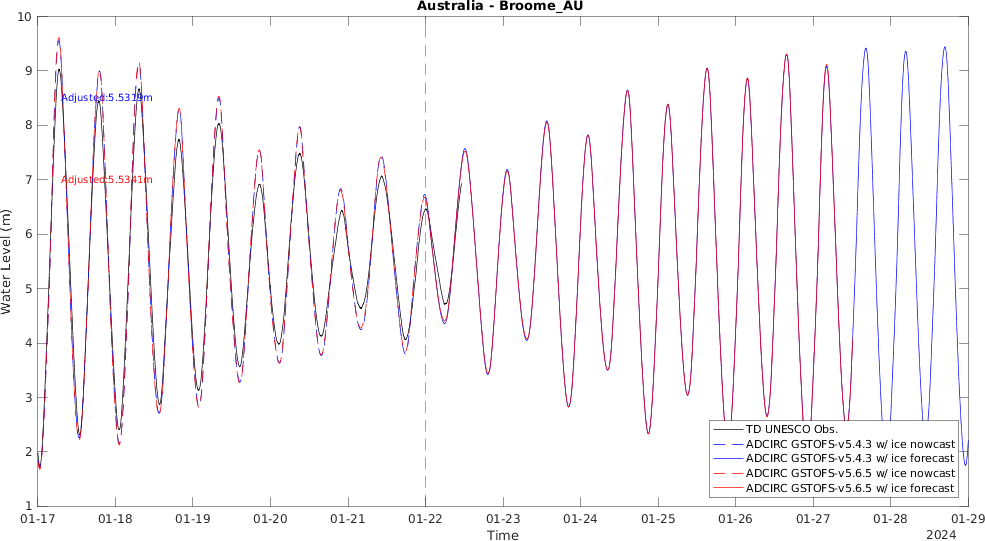 Australia - Broome_AU
10
9
8
7
6
5
4
3
2
1
Water Level (m)
Adjusted:5.5319m
Adjusted:5.5341m
TD UNESCO Obs.
ADCIRC GSTOFS-v5.4.3 w/ ice nowcast
ADCIRC GSTOFS-v5.4.3 w/ ice forecast
ADCIRC GSTOFS-v5.6.5 w/ ice nowcast
ADCIRC GSTOFS-v5.6.5 w/ ice forecast
01-17 01-18 01-19 01-20 01-21 01-22 01-23 01-24 01-25 01-26 01-27 01-28 01-29
Time
2024